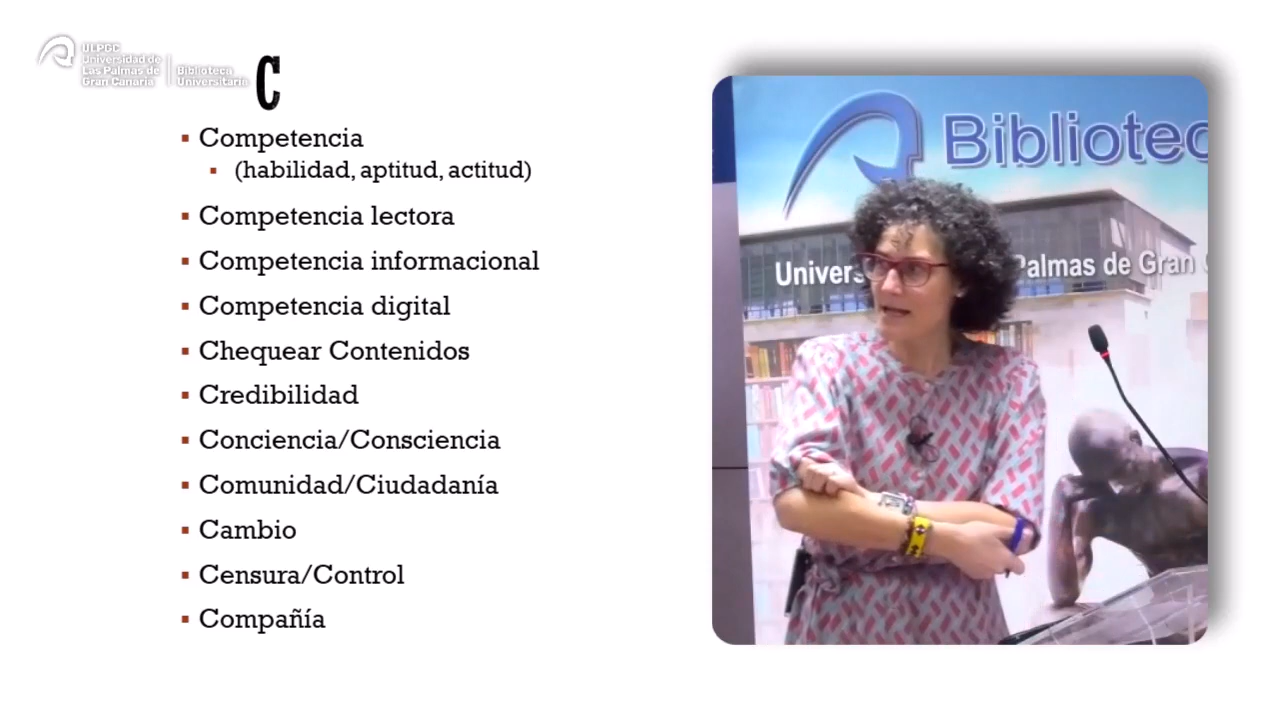 ULPGC
Universidad de
Las Palmas de
Gran Canaria
Biblioteca
Universitaria
C
Competencia
(habilidad, aptitud, actitud)
Competencia lectora
Competencia informacional
Competencia digital
Chequear Contenidos
Credibilidad
Conciencia/Consciencia
Comunidad/Ciudadanía
Cambio
Censura/Control
Compañía
Bibliotec
Univers Palmas de Gran